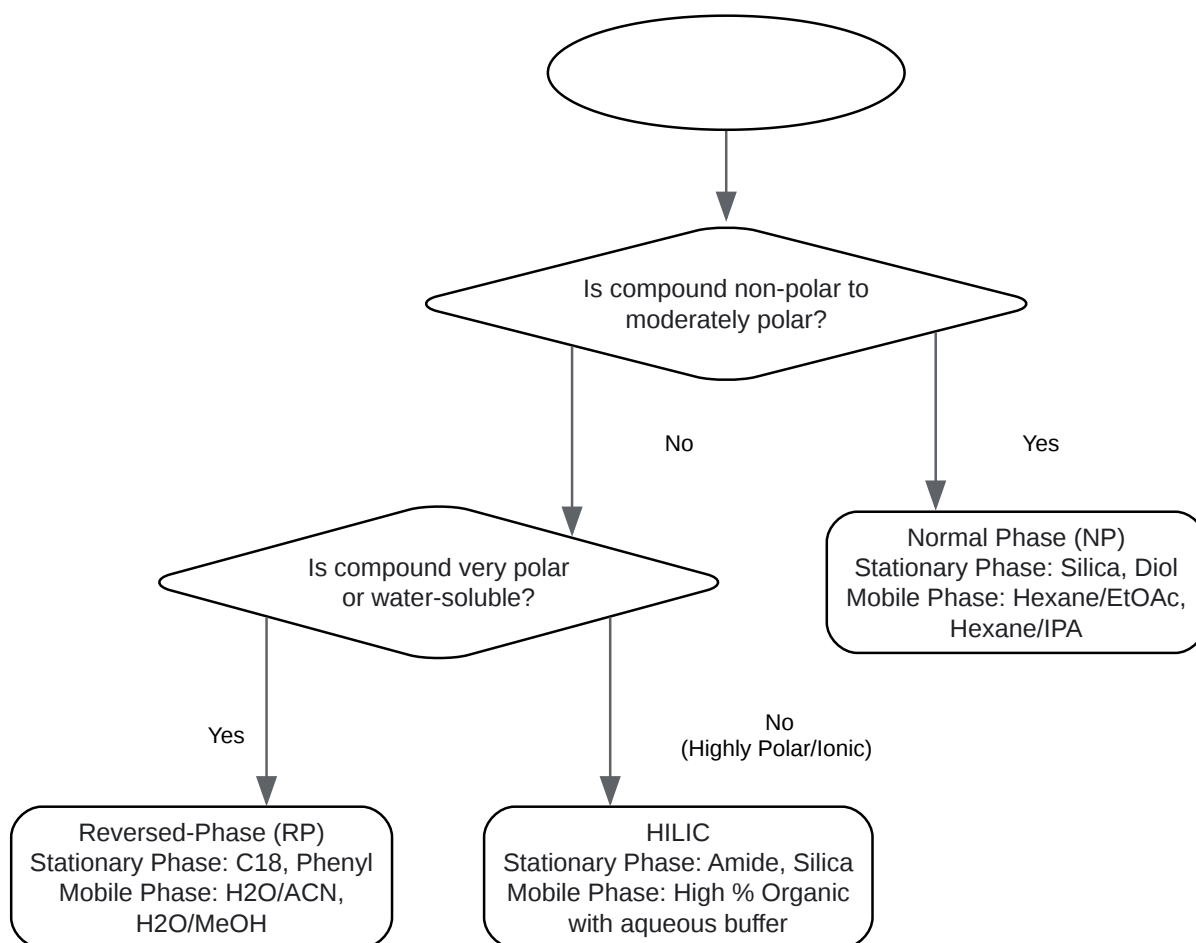 Is compound non-polar to
moderately polar?
No
Yes
Is compound very polar
or water-soluble?
Normal Phase (NP)
Stationary Phase: Silica, Diol
Mobile Phase: Hexane/EtOAc,
Hexane/IPA
Yes
No
(Highly Polar/Ionic)
Reversed-Phase (RP)
Stationary Phase: C18, Phenyl
Mobile Phase: H2O/ACN,
H2O/MeOH
HILIC
Stationary Phase: Amide, Silica
Mobile Phase: High % Organic
with aqueous buffer